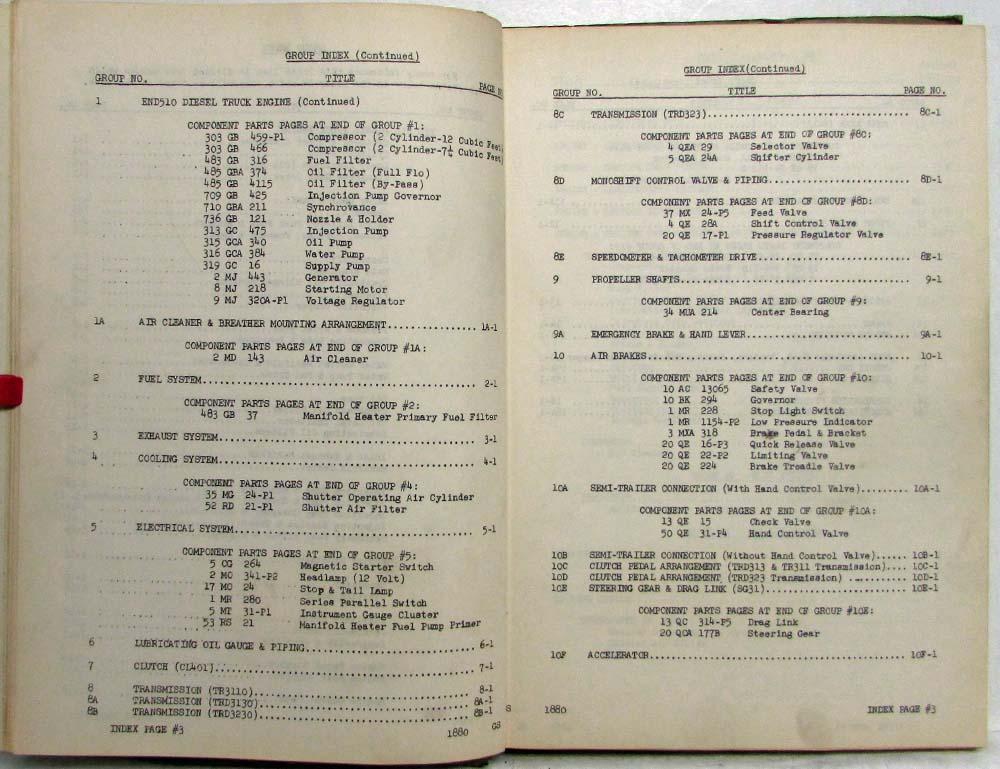 GROUP INDEX (Continued)
GROUP NO. TITLE PAGE NO
1 END510 DIESEL TRUCK ENGINE (Continued)
COMPONENT PARTS PAGES AT END OF GROUP #1:
303 GB 459-P1 Compressor (2 Cylinder-12 Cubic Feet)
303 GB 466 Compressor (2 Cylinder-7¼ Cubic Feet)
483 GB 316 Fuel Filter
485 GBA 374 Oil Filter (Full Flo)
485 GB 4115 Oil Filter (By-Pass)
709 GB 425 Injection Pump Governor
710 GBA 211 Synchrovance
736 GB 121 Nozzle & Holder
313 GC 475 Injection Pump
315 GCA 340 Oil Pump
316 GCA 384 Water Pump
319 GC 16 Supply Pump
2 MJ 443 Generator
8 MJ 218 Starting Motor
9 MJ 320A-P1 Voltage Regulator
1A AIR CLEANER & BREATHER MOUNTING ARRANGEMENT............... 1A-1
COMPONENT PARTS PAGES AT END OF GROUP #1A:
2 MD 143 Air Cleaner
2 FUEL SYSTEM.............................................. 2-1
COMPONENT PARTS PAGES AT END OF GROUP #2:
483 GB 37 Manifold Heater Primary Fuel Filter
3 EXHAUST SYSTEM........................................... 3-1
4 COOLING SYSTEM........................................... 4-1
COMPONENT PARTS PAGES AT END OF GROUP #4:
35 MG 24-P1 Shutter Operating Air Cylinder
52 RD 21-P1 Shutter Air Filter
5 ELECTRICAL SYSTEM........................................ 5-1
COMPONENT PARTS PAGES AT END OF GROUP #5:
5 CG 264 Magnetic Starter Switch
2 MC 341-P2 Headlamp (12 Volt)
17 MC 24 Stop & Tail Lamp
1 MR 280 Series Parallel Switch
5 MT 31-P1 Instrument Gauge Cluster
53 RS 21 Manifold Heater Fuel Pump Primer
6 LUBRICATING OIL GAUGE & PIPING........................... 6-1
7 CLUTCH (CL401)........................................... 7-1
8 TRANSMISSION (TR3110).................................... 8-1
8A TRANSMISSION (TRD3130)................................... 8A-1
8B TRANSMISSION (TRD3230)................................... 8B-1
INDEX PAGE #3 1880 GS
GROUP INDEX(Continued)
GROUP NO. TITLE PAGE NO.
8C TRANSMISSION (TRD323).................................... 8C-1
COMPONENT PARTS PAGES AT END OF GROUP #8C:
4 QEA 29 Selector Valve
5 QEA 24A Shifter Cylinder
8D MONOSHIFT CONTROL VALVE & PIPING......................... 8D-1
COMPONENT PARTS PAGES AT END OF GROUP #8D:
37 MX 24-P5 Feed Valve
4 QE 28A Shift Control Valve
20 QE 17-P1 Pressure Regulator Valve
8E SPEEDOMETER & TACHOMETER DRIVE........................... 8E-1
9 PROPELLER SHAFTS......................................... 9-1
COMPONENT PARTS PAGES AT END OF GROUP #9:
34 MUA 214 Center Bearing
9A EMERGENCY BRAKE & HAND LEVER............................. 9A-1
10 AIR BRAKES............................................... 10-1
COMPONENT PARTS PAGES AT END OF GROUP #10:
10 AC 13065 Safety Valve
10 BK 294 Governor
1 MR 228 Stop Light Switch
1 MR 1154-P2 Low Pressure Indicator
3 MXA 318 Brake Pedal & Bracket
20 QE 16-P3 Quick Release Valve
20 QE 22-P2 Limiting Valve
20 QE 224 Brake Treadle Valve
10A SEMI-TRAILER CONNECTION (With Hand Control Valve)......... 10A-1
COMPONENT PARTS PAGES AT END OF GROUP #10A:
13 QE 15 Check Valve
50 QE 31-P4 Hand Control Valve
10B SEMI-TRAILER CONNECTION (Without Hand Control Valve)...... 10B-1
10C CLUTCH PEDAL ARRANGEMENT (TRD313 & TR311 Transmission).... 10C-1
10D CLUTCH PEDAL ARRANGEMENT (TRD323 Transmission) ........... 10D-1
10E STEERING GEAR & DRAG LINK (SG31).......................... 10E-1
COMPONENT PARTS PAGES AT END OF GROUP #10E:
13 QC 314-P5 Drag Link
20 QCA 177B Steering Gear
10F ACCELERATOR............................................... 10F-1
S 1880 INDEX PAGE #3